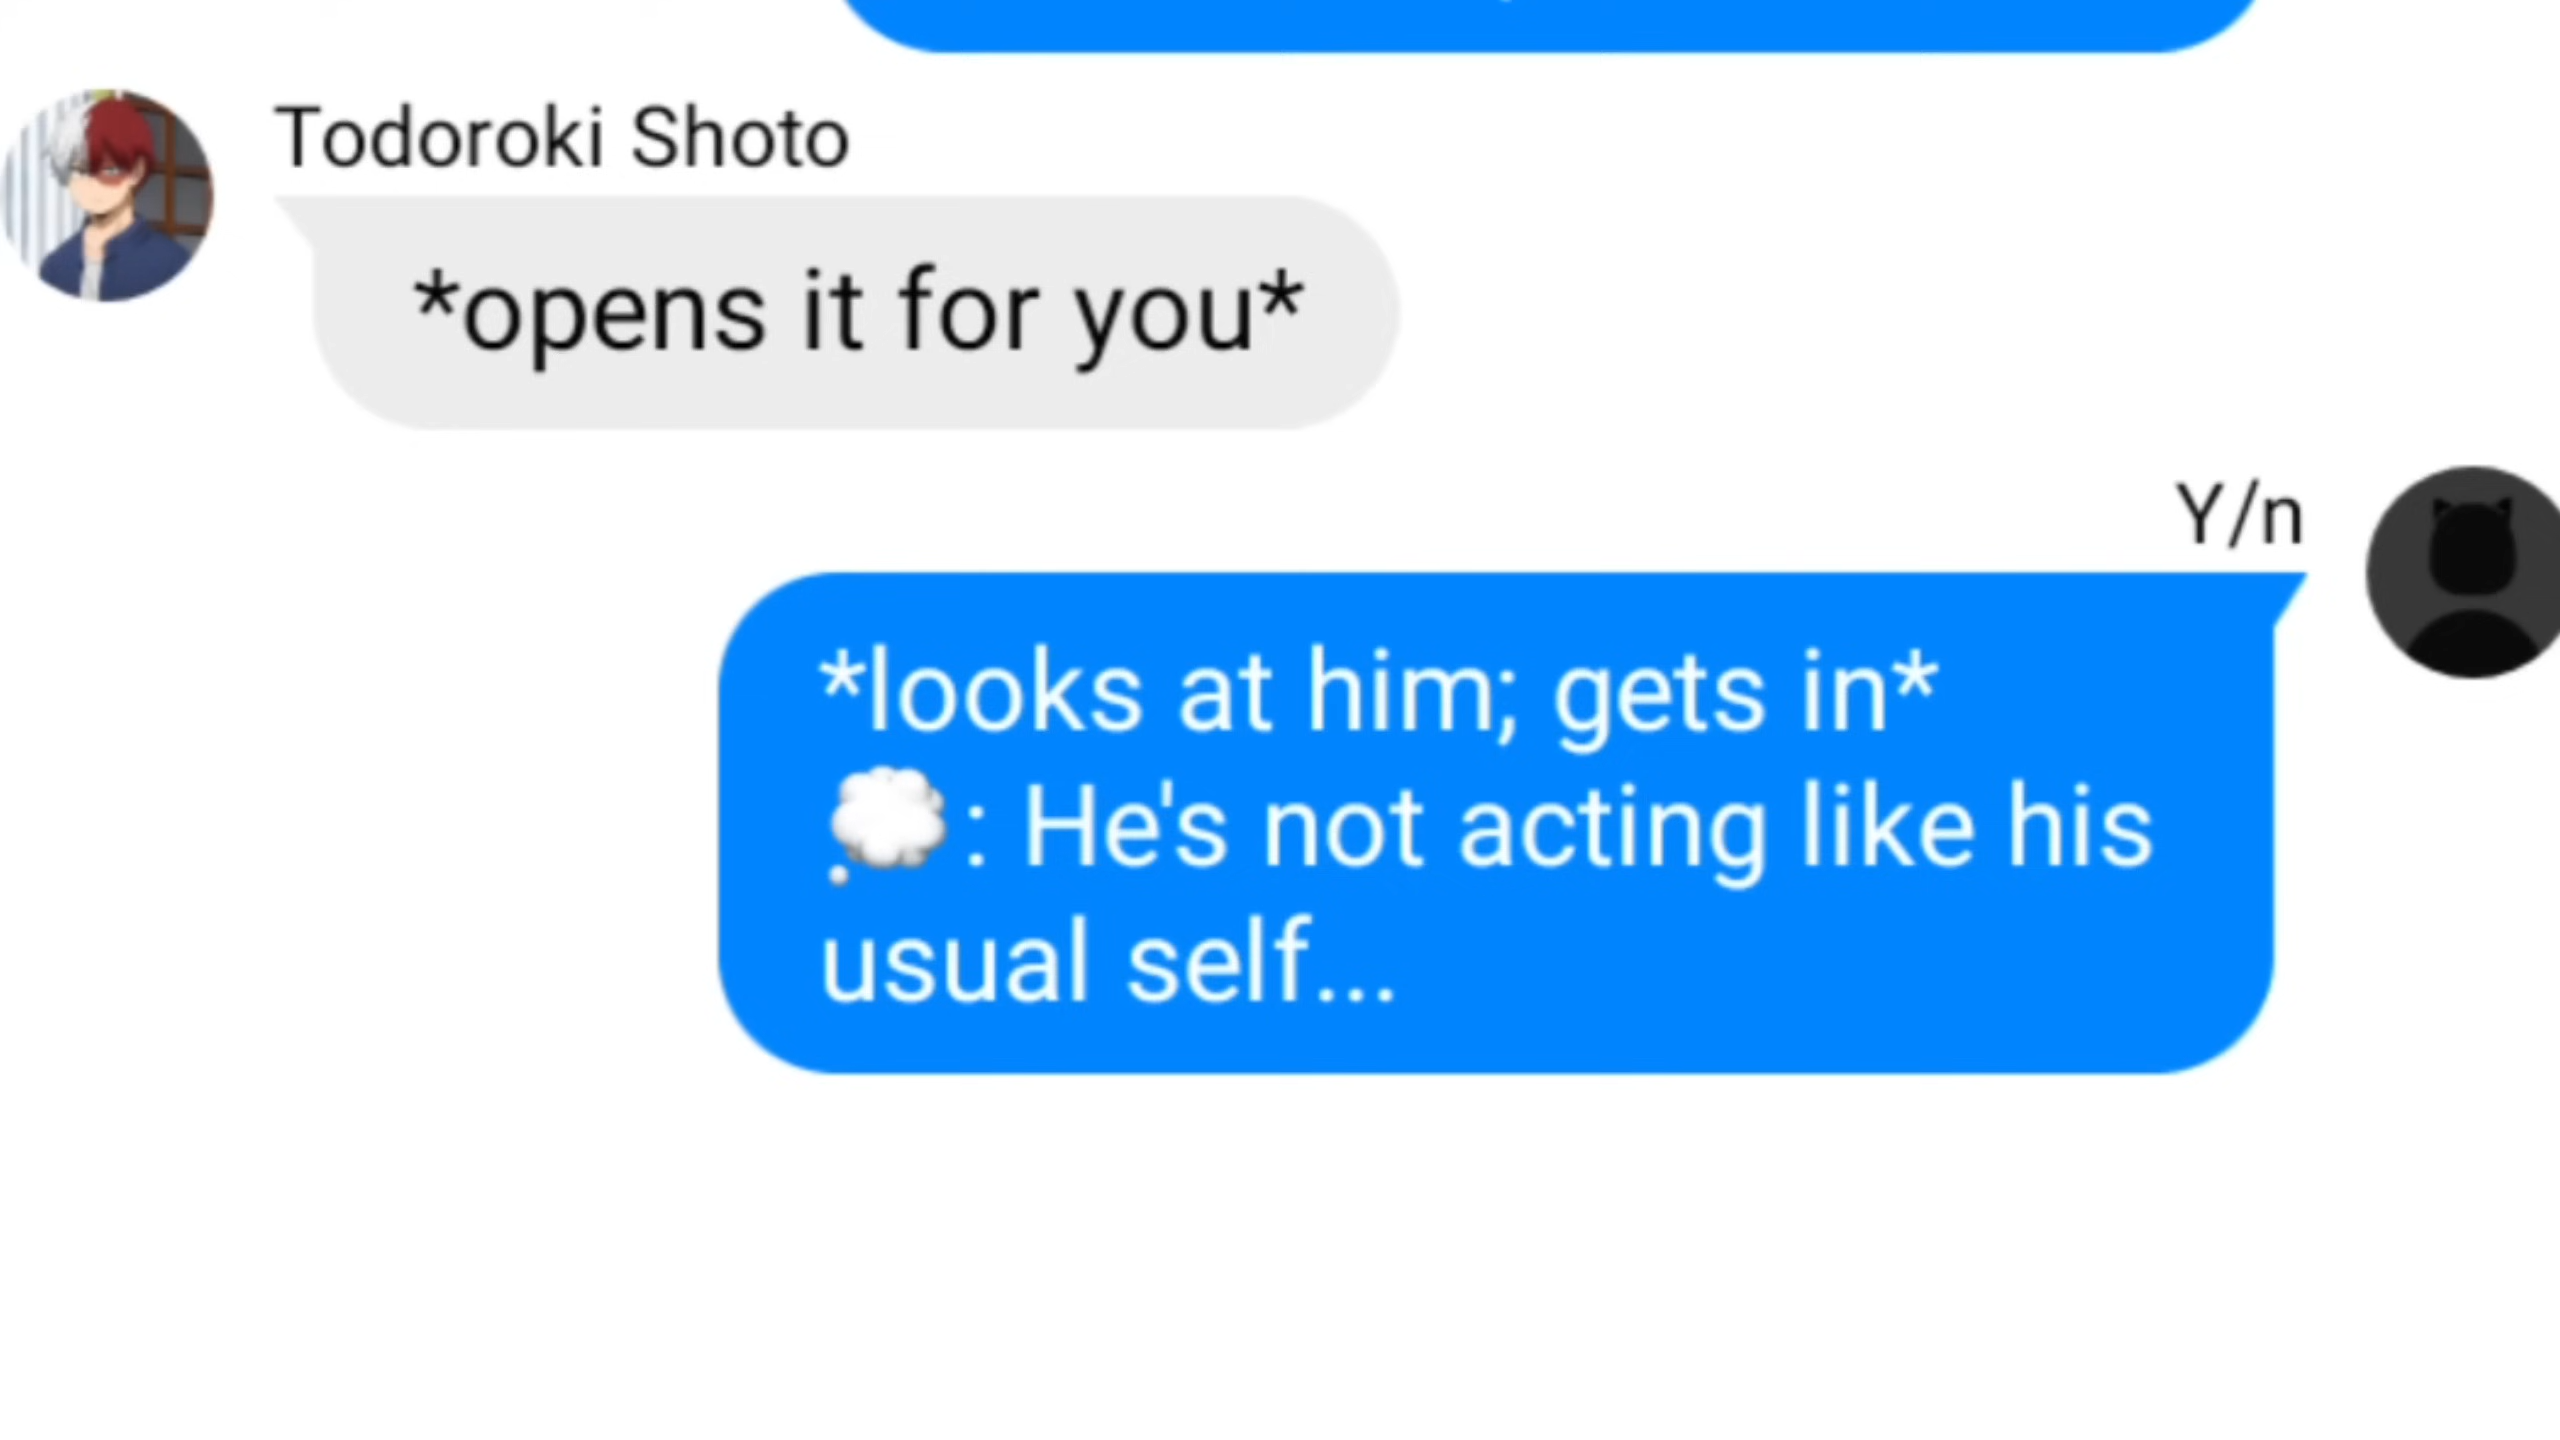 Todoroki Shoto
*opens it for you*
Y/n
*looks at him; gets in*
💭: He's not acting like his
usual self...